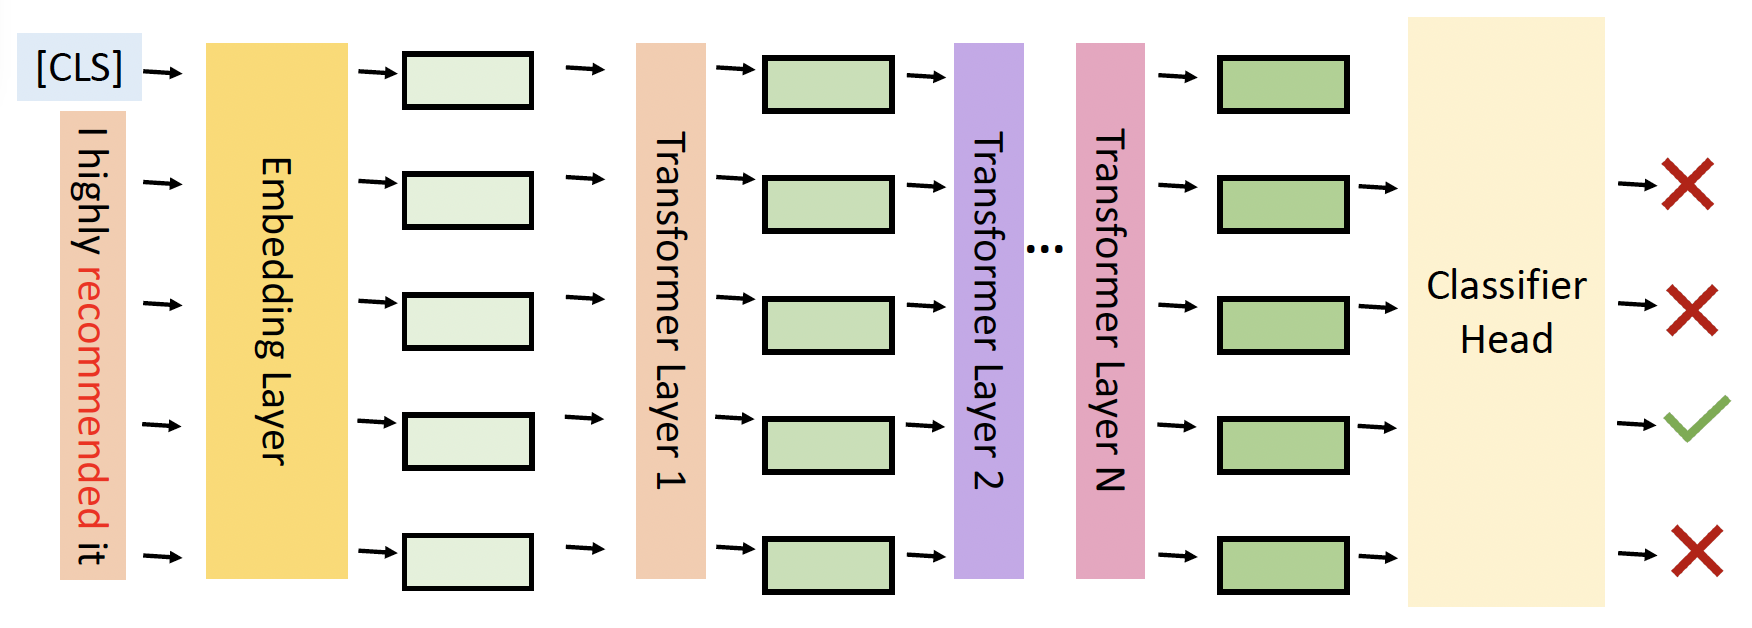 [CLS]
I highly recommended it
Embedding Layer
Transformer Layer 1
Transformer Layer 2
...
Transformer Layer N
Classifier
Head